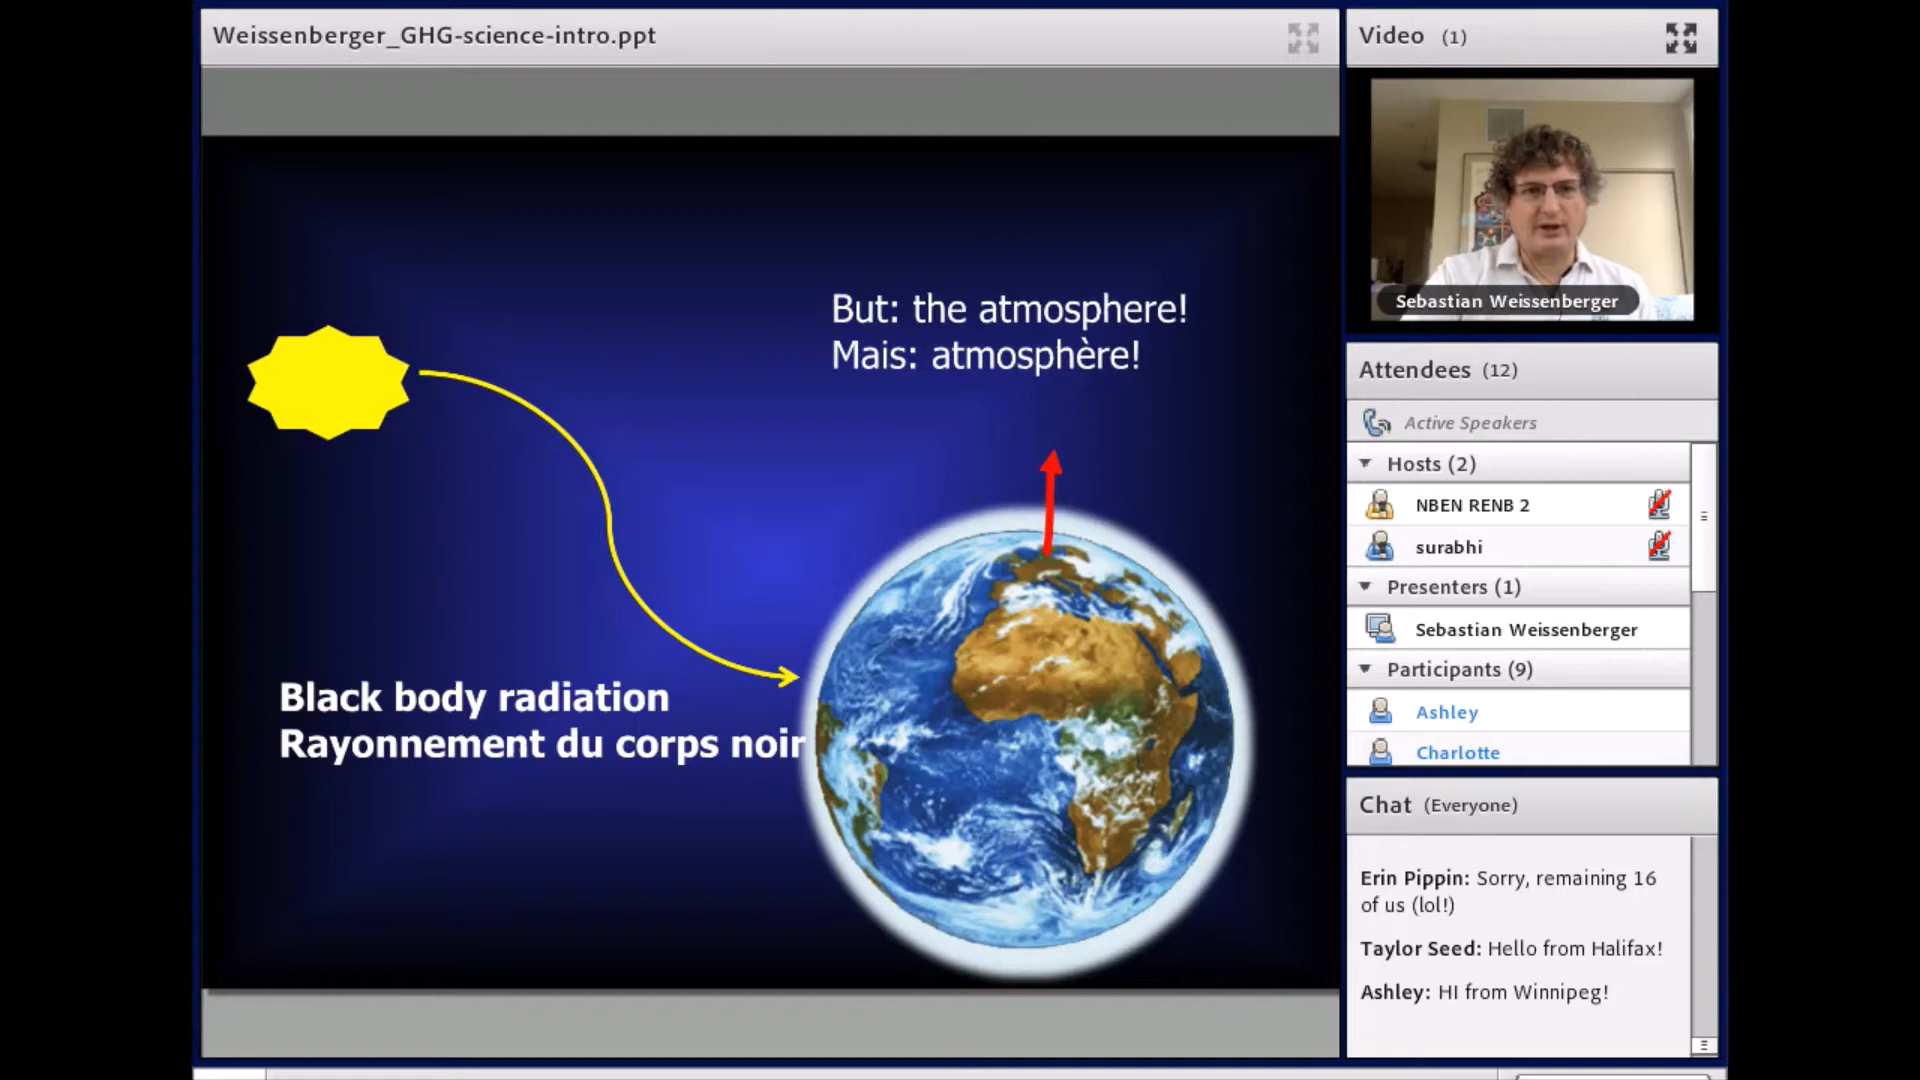 Weissenberger_GHG-science-intro.ppt
But: the atmosphere!
Mais: atmosphère!
Black body radiation
Rayonnement du corps noir
Video (1)
Sebastian Weissenberger
Attendees (12)
Active Speakers
Hosts (2)
NBEN RENB 2
surabhi
Presenters (1)
Sebastian Weissenberger
Participants (9)
Ashley
Charlotte
Chat (Everyone)
Erin Pippin: Sorry, remaining 16
of us (lol!)
Taylor Seed: Hello from Halifax!
Ashley: HI from Winnipeg!